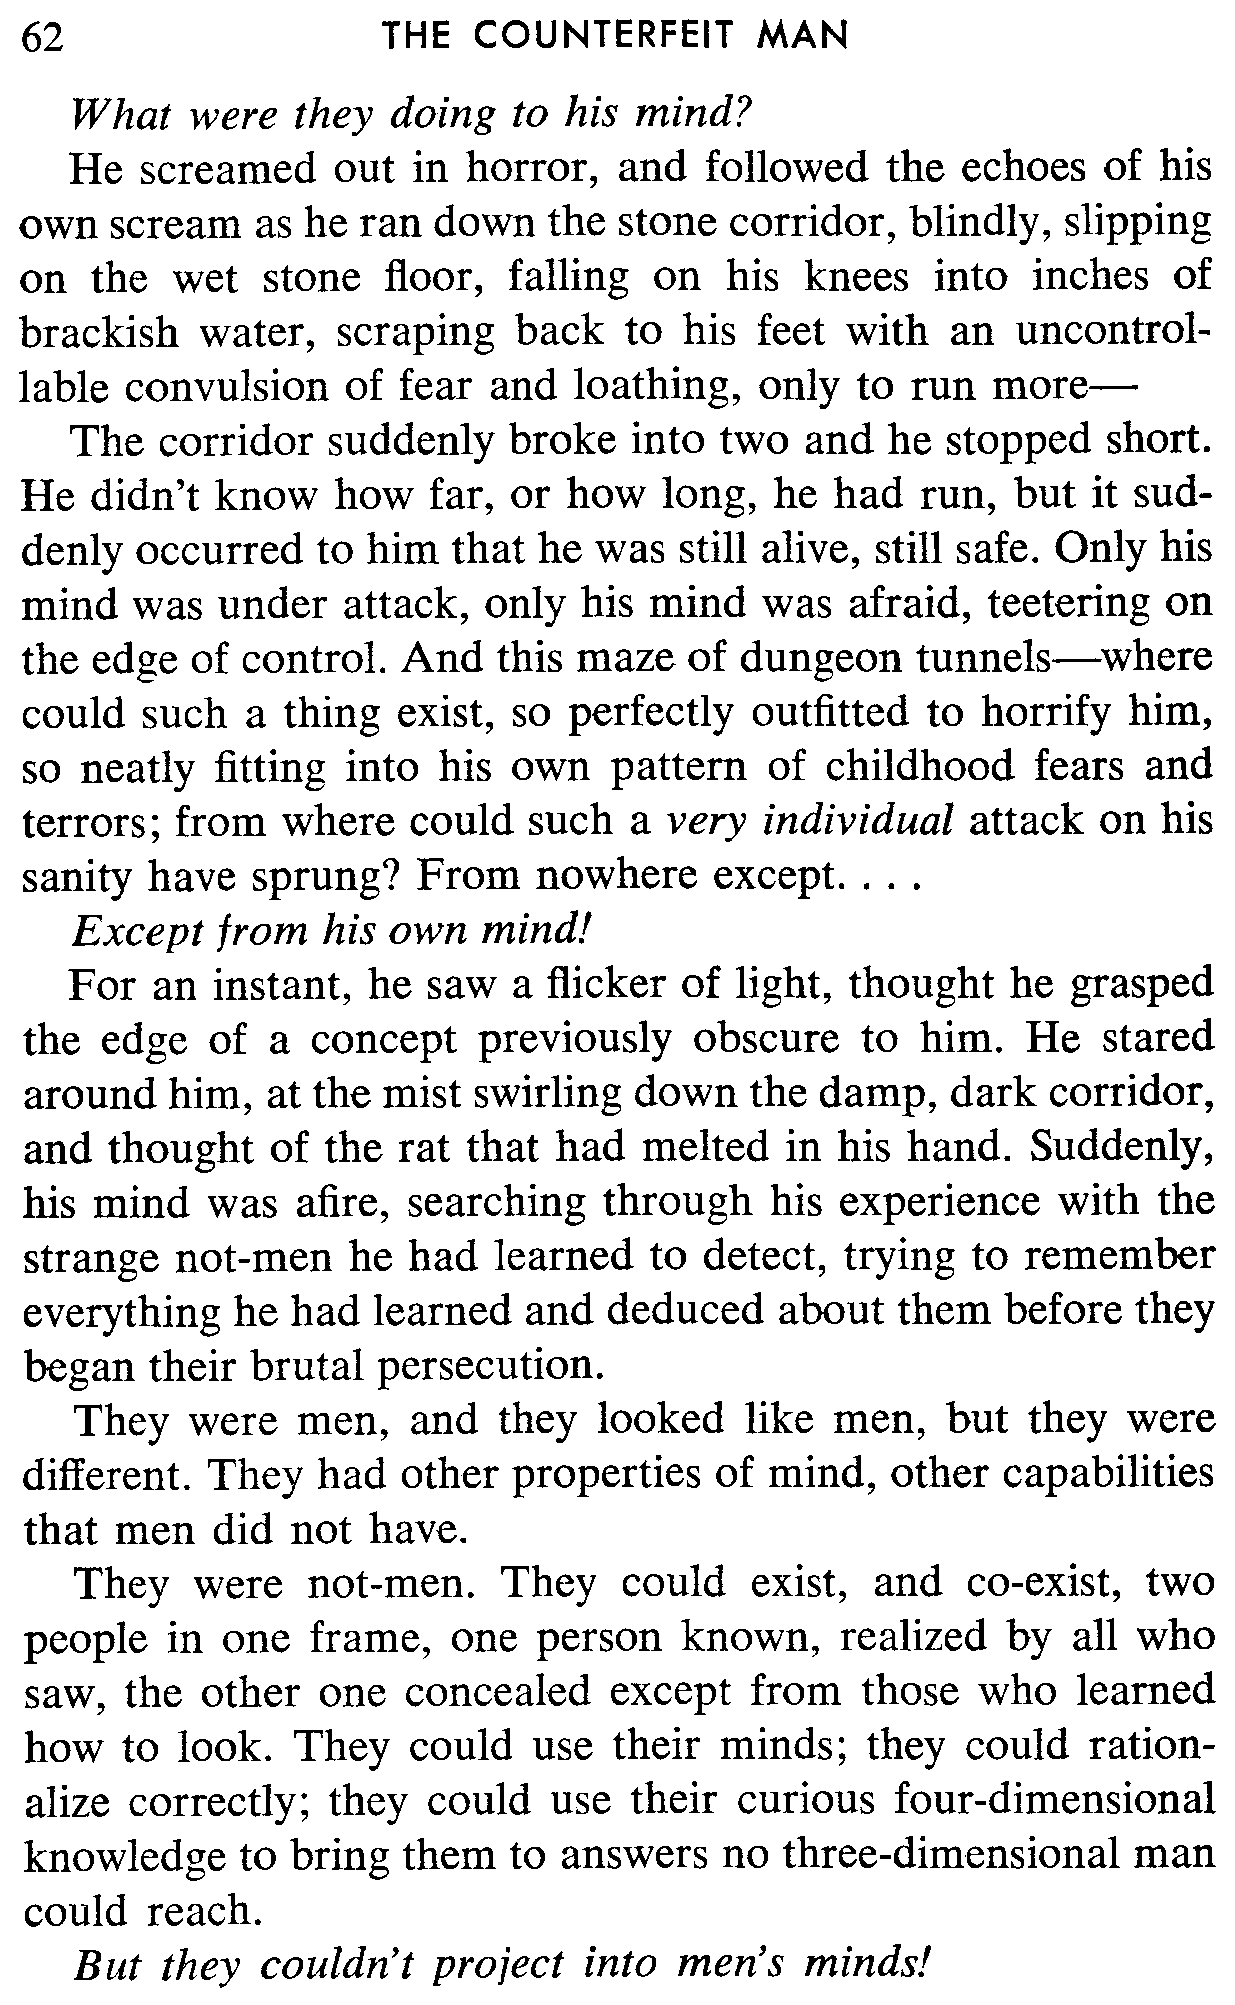 62 THE COUNTERFEIT MAN
What were they doing to his mind?
He screamed out in horror, and followed the echoes of his
own scream as he ran down the stone corridor, blindly, slipping
on the wet stone floor, falling on his knees into inches of
brackish water, scraping back to his feet with an uncontrol-
lable convulsion of fear and loathing, only to run more—
The corridor suddenly broke into two and he stopped short.
He didn't know how far, or how long, he had run, but it sud-
denly occurred to him that he was still alive, still safe. Only his
mind was under attack, only his mind was afraid, teetering on
the edge of control. And this maze of dungeon tunnels—where
could such a thing exist, so perfectly outfitted to horrify him,
so neatly fitting into his own pattern of childhood fears and
terrors; from where could such a very individual attack on his
sanity have sprung? From nowhere except. . . .
Except from his own mind!
For an instant, he saw a flicker of light, thought he grasped
the edge of a concept previously obscure to him. He stared
around him, at the mist swirling down the damp, dark corridor,
and thought of the rat that had melted in his hand. Suddenly,
his mind was afire, searching through his experience with the
strange not-men he had learned to detect, trying to remember
everything he had learned and deduced about them before they
began their brutal persecution.
They were men, and they looked like men, but they were
different. They had other properties of mind, other capabilities
that men did not have.
They were not-men. They could exist, and co-exist, two
people in one frame, one person known, realized by all who
saw, the other one concealed except from those who learned
how to look. They could use their minds; they could ration-
alize correctly; they could use their curious four-dimensional
knowledge to bring them to answers no three-dimensional man
could reach.
But they couldn't project into men's minds!